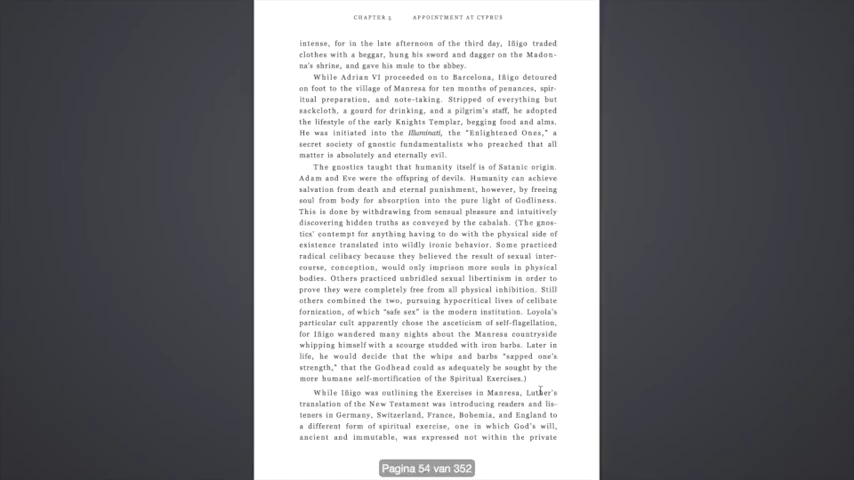 CHAPTER 5 APPOINTMENT AT CYPRUS
intense, for in the late afternoon of the third day, Iñigo traded
clothes with a beggar, hung his sword and dagger on the Madon-
na's shrine, and gave his mule to the abbey.
While Adrian VI proceeded on to Barcelona, Iñigo detoured
on foot to the village of Manresa for ten months of penances, spir-
itual preparation, and note-taking. Stripped of everything but
sackcloth, a gourd for drinking, and a pilgrim's staff, he adopted
the lifestyle of the early Knights Templar, begging food and alms.
He was initiated into the Illuminati, the "Enlightened Ones," a
secret society of gnostic fundamentalists who preached that all
matter is absolutely and eternally evil.
The gnostics taught that humanity itself is of Satanic origin.
Adam and Eve were the offspring of devils. Humanity can achieve
salvation from death and eternal punishment, however, by freeing
soul from body for absorption into the pure light of Godliness.
This is done by withdrawing from sensual pleasure and intuitively
discovering hidden truths as conveyed by the cabalah. (The gnos-
tics' contempt for anything having to do with the physical side of
existence translated into wildly ironic behavior. Some practiced
radical celibacy because they believed the result of sexual inter-
course, conception, would only imprison more souls in physical
bodies. Others practiced unbridled sexual libertinism in order to
prove they were completely free from all physical inhibition. Still
others combined the two, pursuing hypocritical lives of celibate
fornication, of which "safe sex" is the modern institution. Loyola's
particular cult apparently chose the asceticism of self-flagellation,
for Iñigo wandered many nights about the Manresa countryside
whipping himself with a scourge studded with iron barbs. Later in
life, he would decide that the whips and barbs "sapped one's
strength," that the Godhead could as adequately be sought by the
more humane self-mortification of the Spiritual Exercises.)
While Iñigo was outlining the Exercises in Manresa, Luther's
translation of the New Testament was introducing readers and lis-
teners in Germany, Switzerland, France, Bohemia, and England to
a different form of spiritual exercise, one in which God's will,
ancient and immutable, was expressed not within the private
Pagina 54 van 352